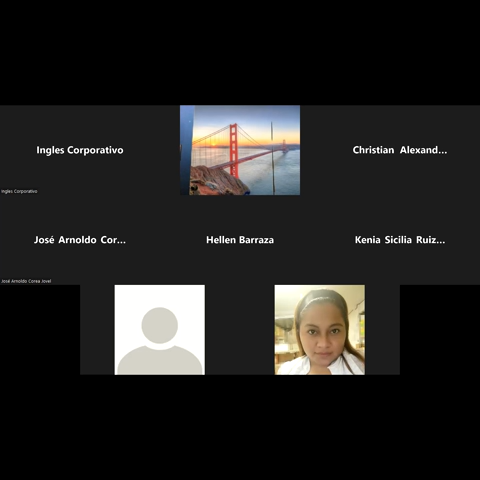 Ingles Corporativo
Christian Alexand...
Ingles Corporativo
José Arnoldo Cor...
Hellen Barraza
Kenia Sicilia Ruiz...
José Arnoldo Corea Jovel